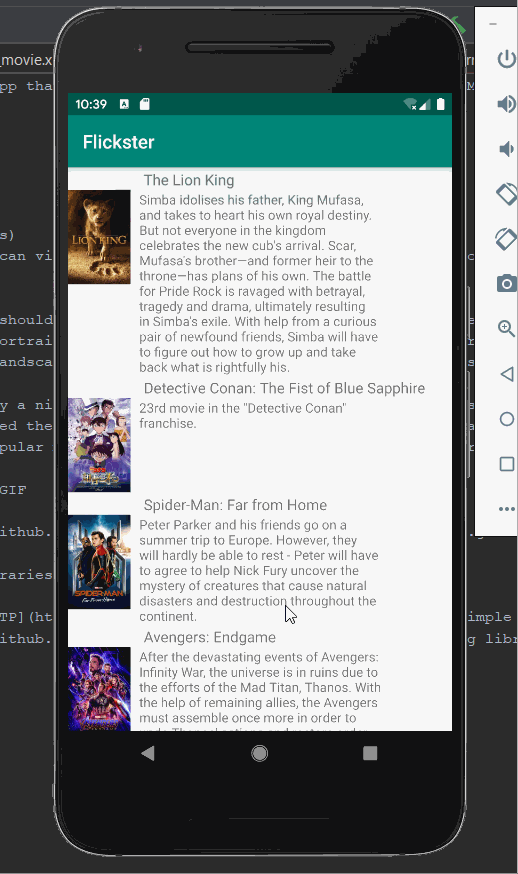 _movie.x
10:39
A
pp tha
Flickster
The Lion King
LION KING
Simba idolises his father, King Mufasa,
and takes to heart his own royal destiny.
But not everyone in the kingdom
celebrates the new cub's arrival. Scar,
Mufasa's brother—and former heir to the
throne—has plans of his own. The battle
for Pride Rock is ravaged with betrayal,
tragedy and drama, ultimately resulting
in Simba's exile. With help from a curious
pair of newfound friends, Simba will have
to figure out how to grow up and take
back what is rightfully his.
Detective Conan: The Fist of Blue Sapphire
23rd movie in the "Detective Conan"
franchise.
Spider-Man: Far from Home
Peter Parker and his friends go on a
summer trip to Europe. However, they
will hardly be able to rest - Peter will have
to agree to help Nick Fury uncover the
mystery of creatures that cause natural
disasters and destruction throughout the
continent.
SPIDER-MAN
Far From Home
Avengers: Endgame
After the devastating events of Avengers:
Infinity War, the universe is in ruins due to
the efforts of the Mad Titan, Thanos. With
the help of remaining allies, the Avengers
must assemble once more in order to
s)
can vi
should
ortrai
andsca
y a ni
ed the
pular
GIF
ithub.
raries
TP](ht
imple
ithub.
g libr